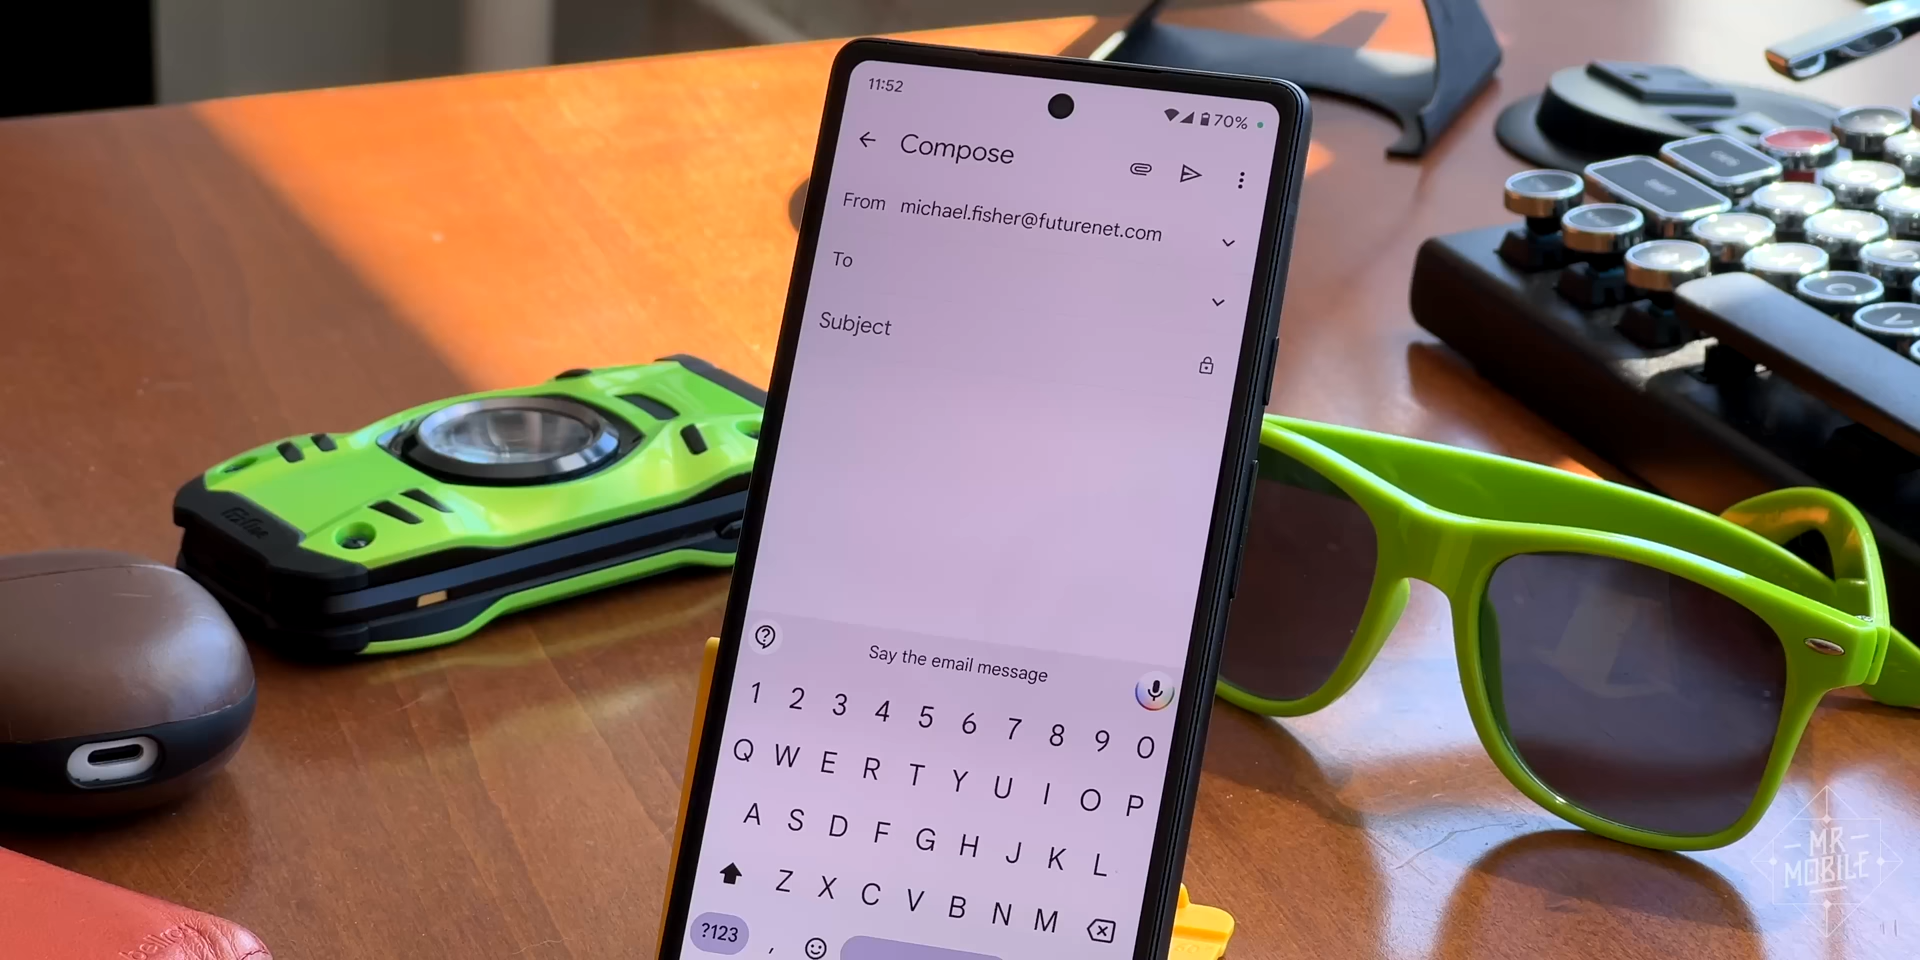 11:52
70%
Compose
From michael.fisher@futurenet.com
To
Subject
Say the email message
1 2 3 4 5 6 7 8 9 0
Q W E R T Y U I O P
A S D F G H J K L
Z X C V B N M
?123 ,
MR
MOBILE